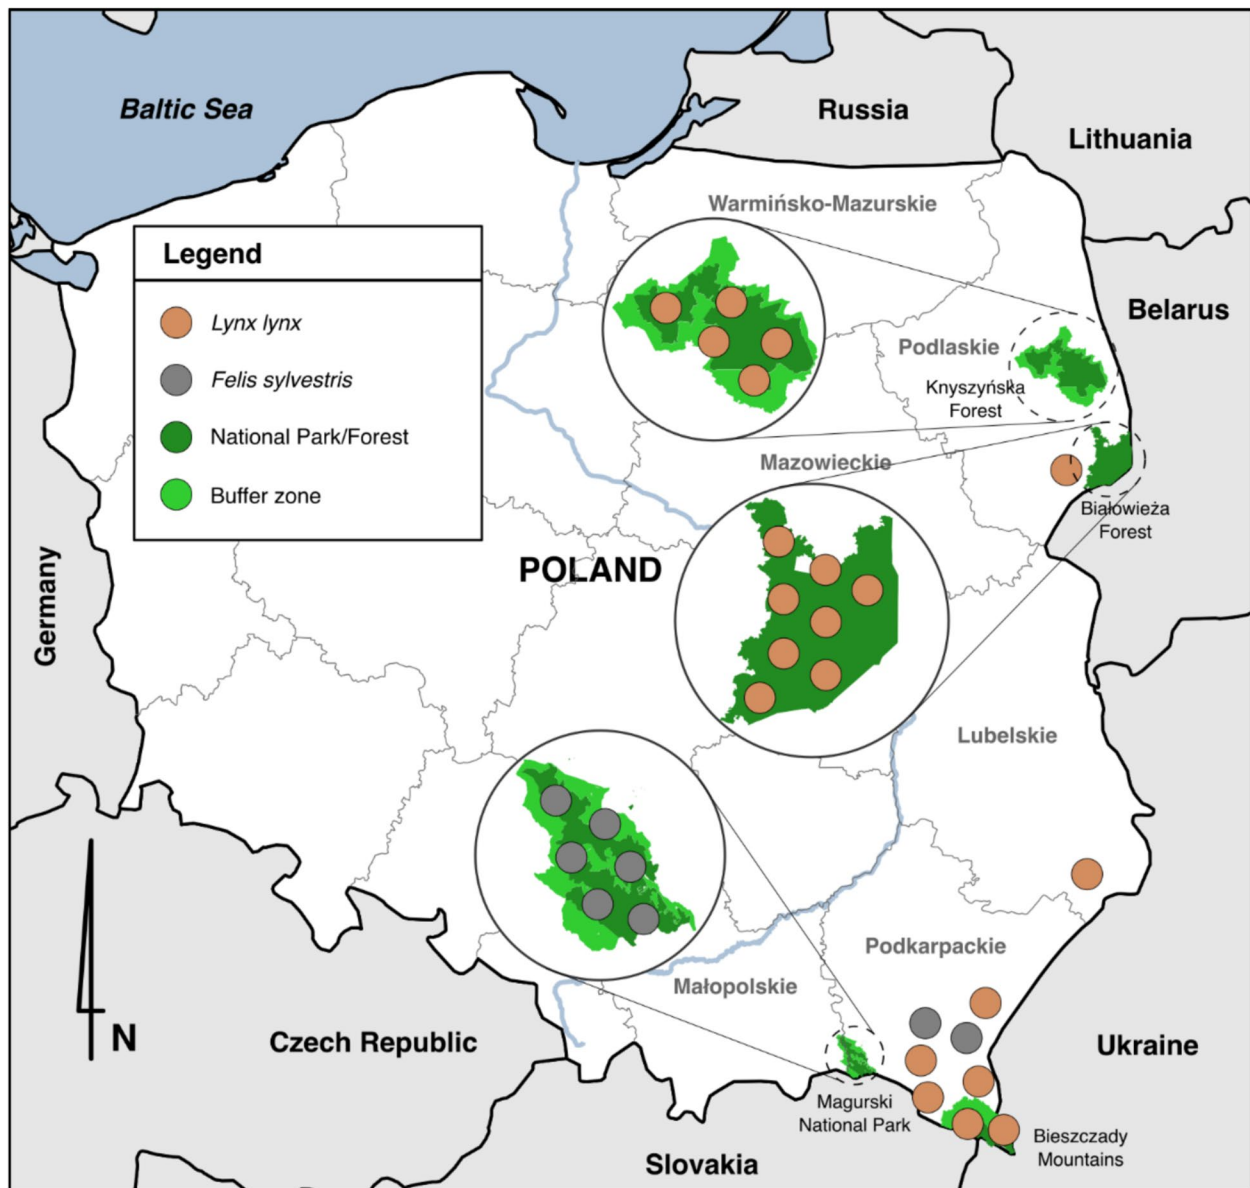 Baltic Sea
Russia
Lithuania
Warmińsko-Mazurskie
Legend
Lynx lynx
Felis sylvestris
National Park/Forest
Buffer zone
Belarus
Podlaskie
Knyszyńska
Forest
Mazowieckie
Białowieża
Forest
POLAND
Germany
Lubelskie
Podkarpackie
Małopolskie
N
Czech Republic
Ukraine
Magurski
National Park
Bieszczady
Mountains
Slovakia